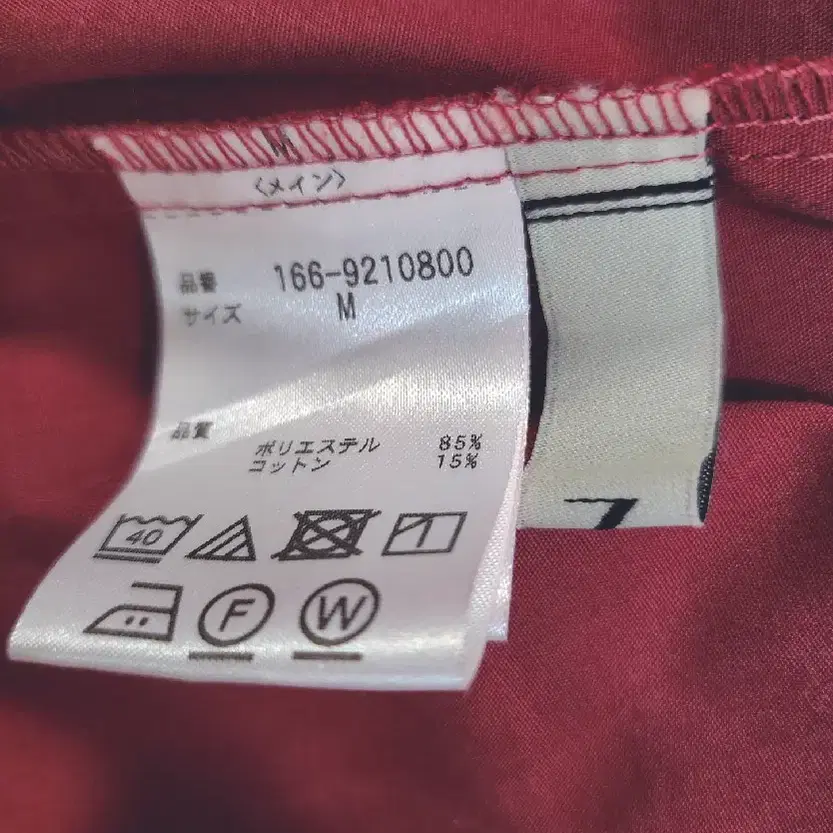 M
〈メイン〉
品番 166-9210800
サイズ M
品質
ポリエステル 85%
コットン 15%
40
F W